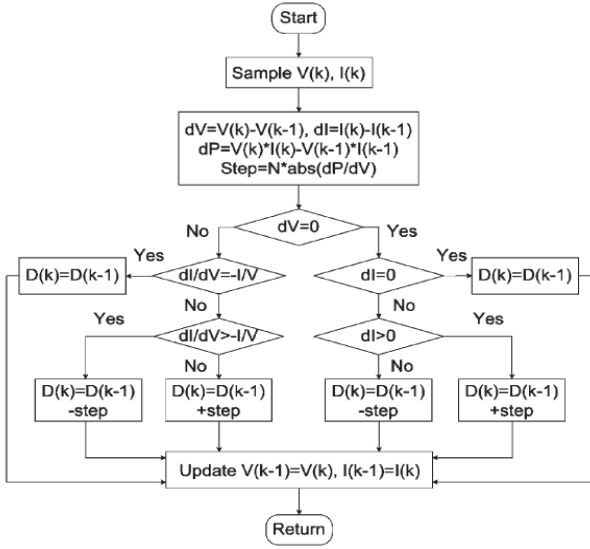 Start
Sample V(k), I(k)
dV=V(k)-V(k-1), dI=I(k)-I(k-1)
dP=V(k)*I(k)-V(k-1)*I(k-1)
Step=N*abs(dP/dV)
dV=0
No
Yes
Yes
dI/dV=-I/V
dI=0
Yes
D(k)=D(k-1)
D(k)=D(k-1)
No
No
Yes
dI/dV>-I/V
dI>0
Yes
No
No
D(k)=D(k-1)
-step
D(k)=D(k-1)
+step
D(k)=D(k-1)
-step
D(k)=D(k-1)
+step
Update V(k-1)=V(k), I(k-1)=I(k)
Return